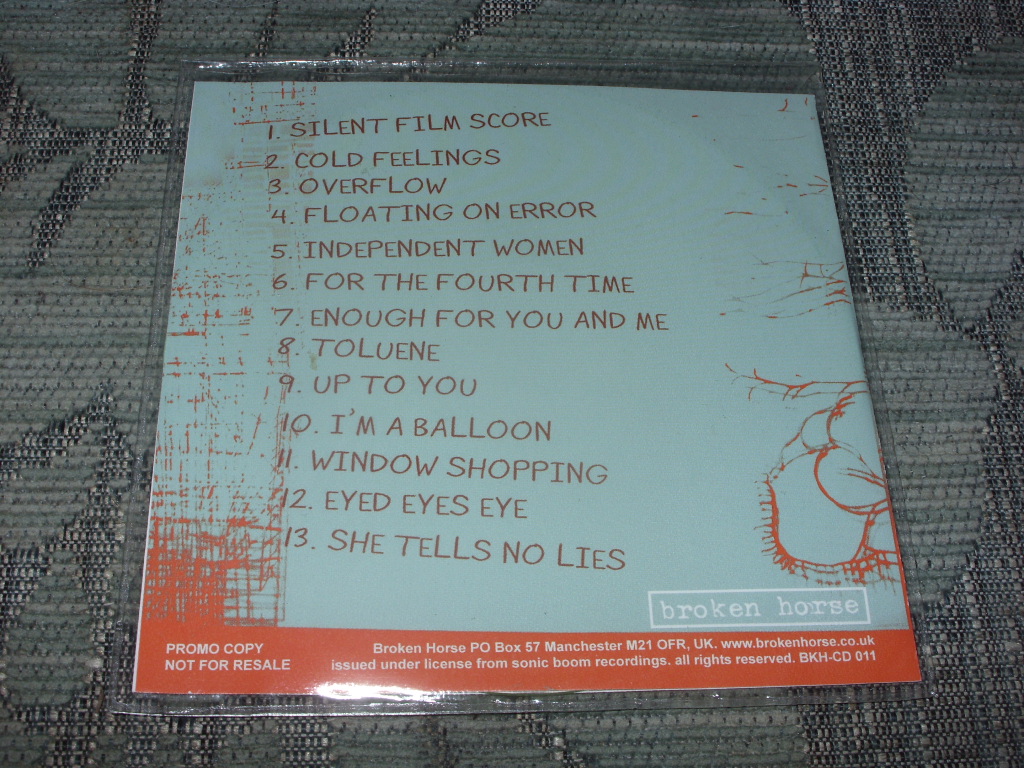 1. SILENT FILM SCORE
2. COLD FEELINGS
3. OVERFLOW
4. FLOATING ON ERROR
5. INDEPENDENT WOMEN
6. FOR THE FOURTH TIME
7. ENOUGH FOR YOU AND ME
8. TOLUENE
9. UP TO YOU
10. I'M A BALLOON
11. WINDOW SHOPPING
12. EYED EYES EYE
13. SHE TELLS NO LIES
broken horse
PROMO COPY
NOT FOR RESALE
Broken Horse PO Box 57 Manchester M21 OFR, UK. www.brokenhorse.co.uk
issued under license from sonic boom recordings. all rights reserved. BKH-CD 011